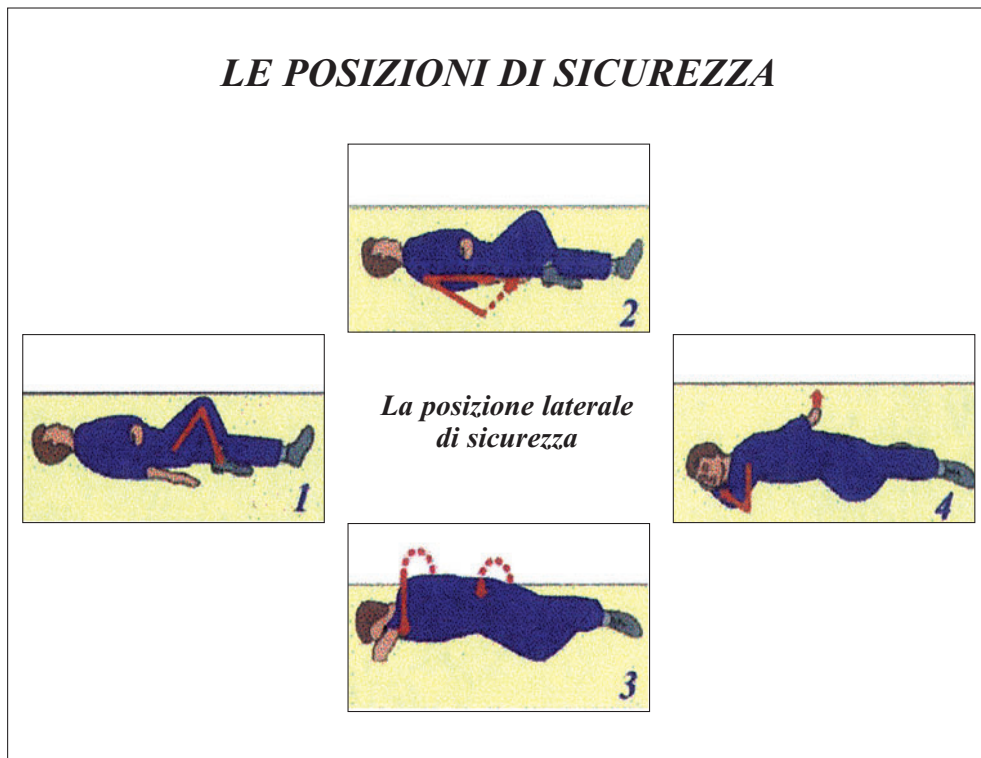 LE POSIZIONI DI SICUREZZA
2
1
La posizione laterale
di sicurezza
4
3